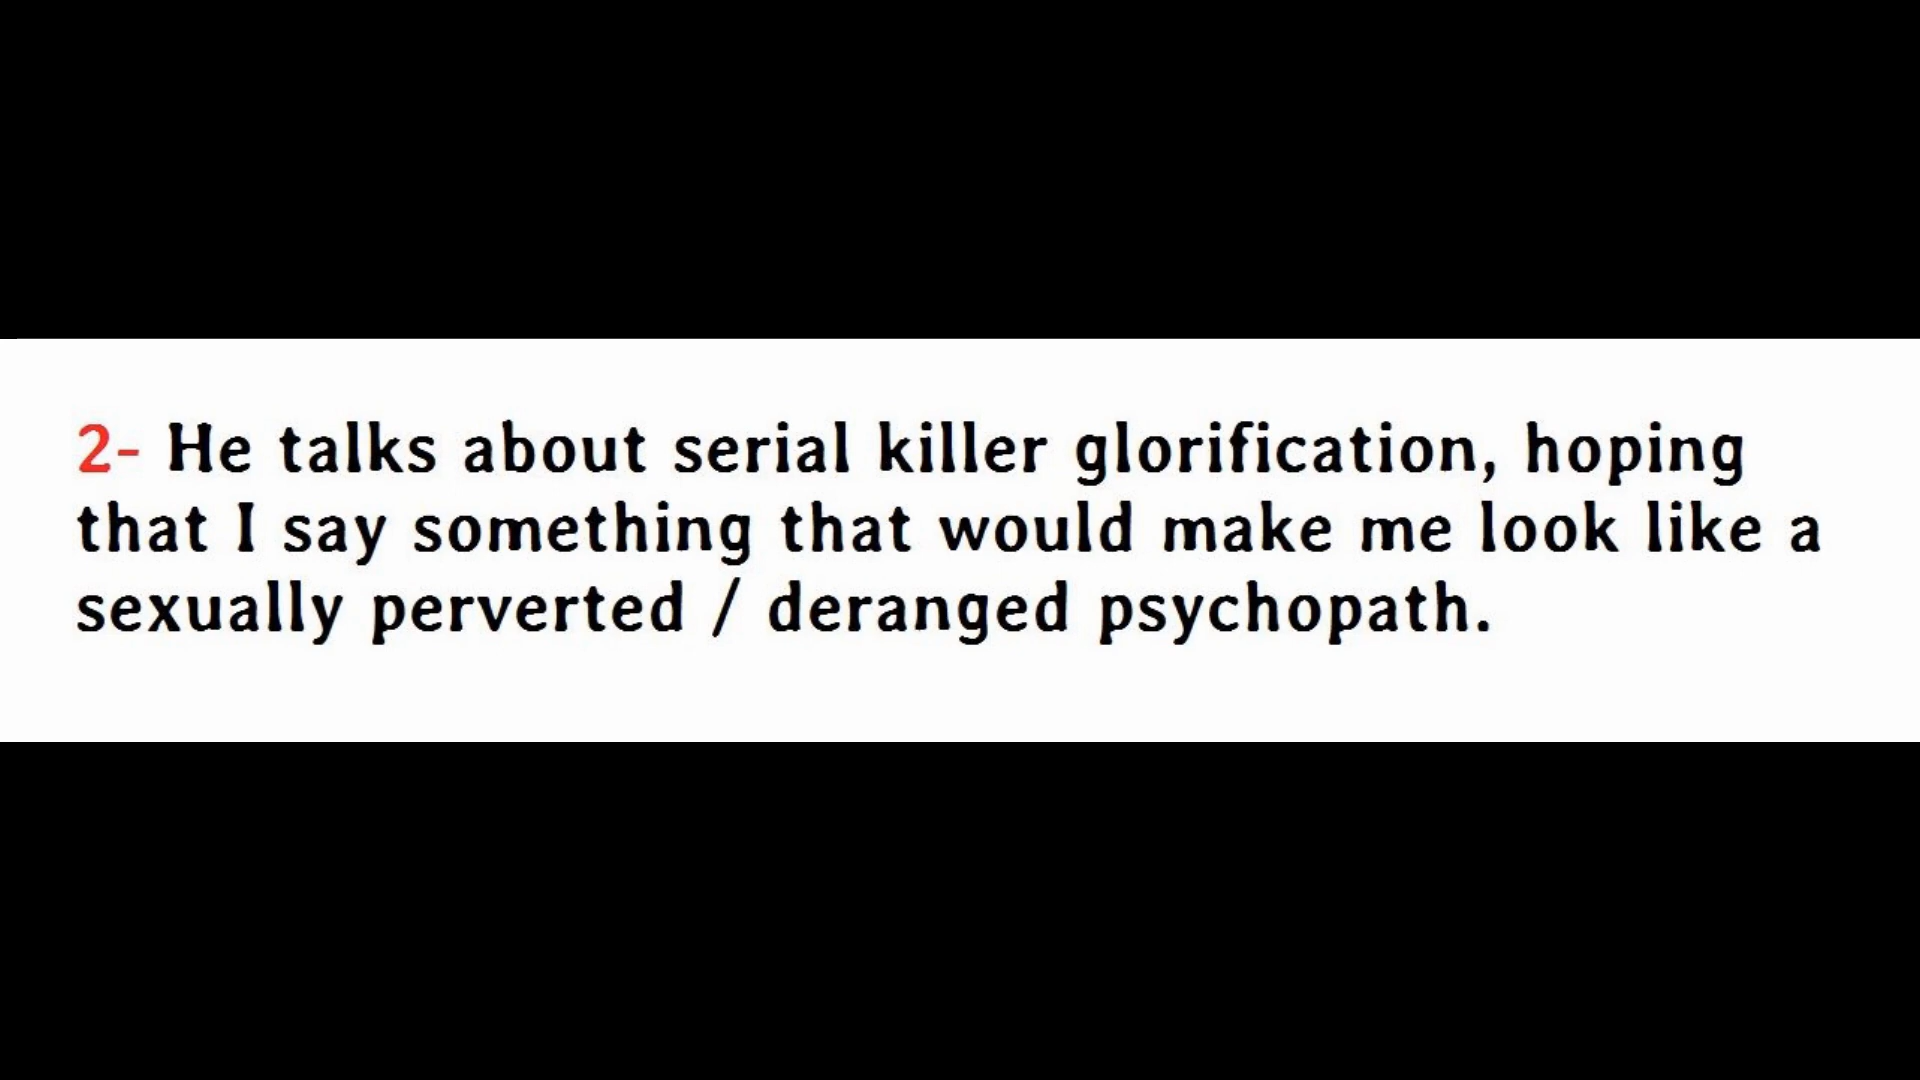 2- He talks about serial killer glorification, hoping
that I say something that would make me look like a
sexually perverted / deranged psychopath.